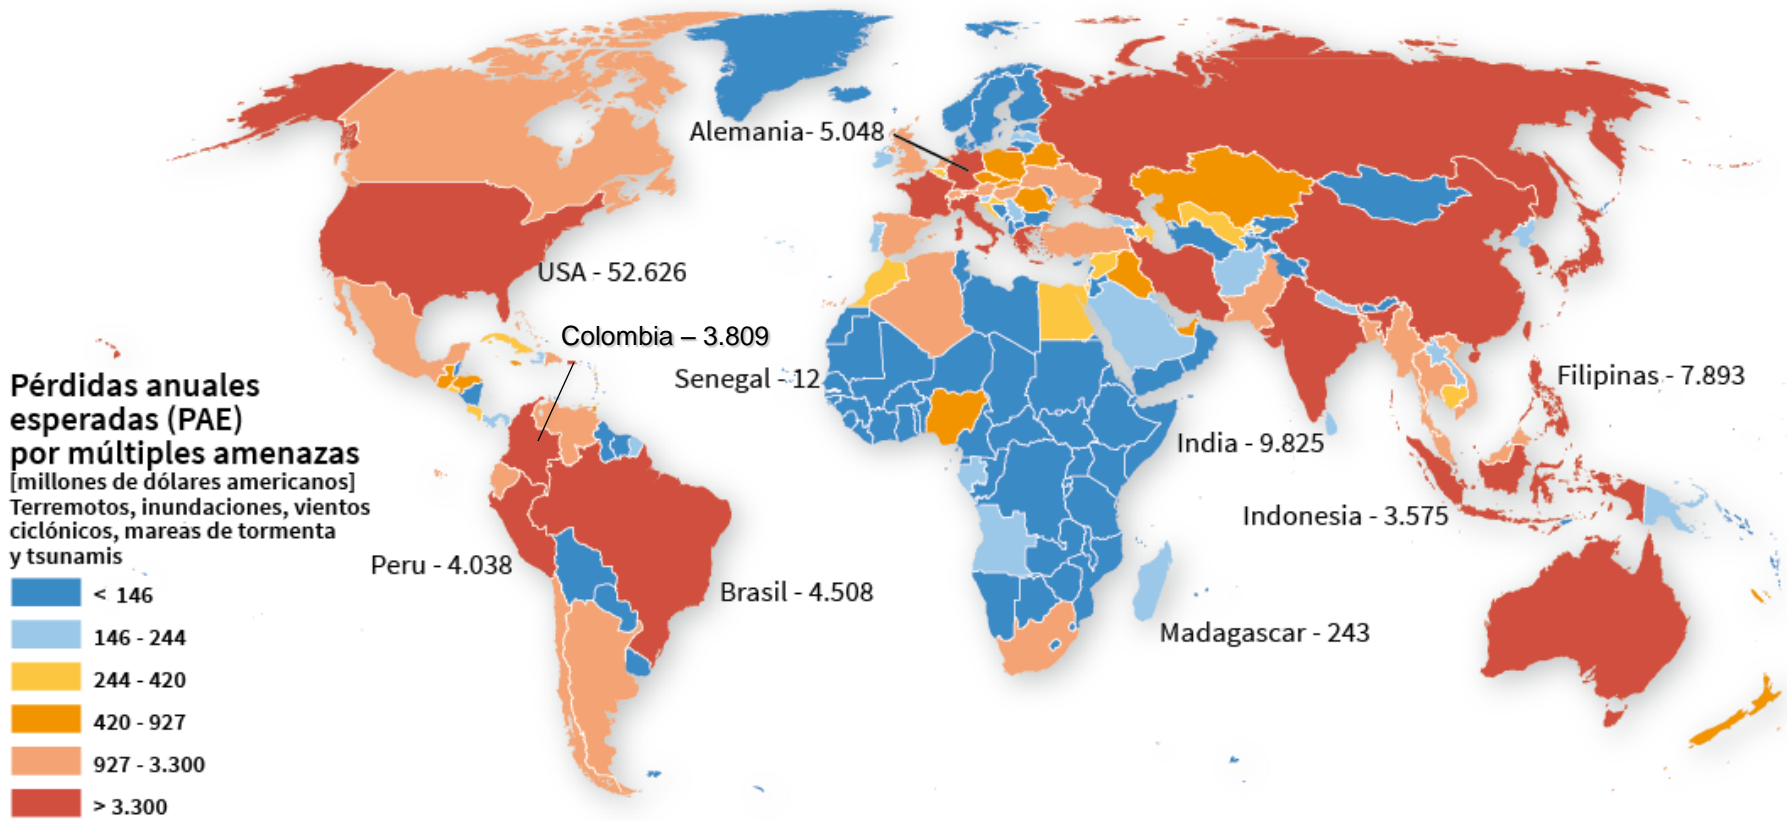 Alemania- 5.048
USA - 52.626
Colombia – 3.809
Senegal - 12
Filipinas - 7.893
India - 9.825
Indonesia - 3.575
Peru - 4.038
Brasil - 4.508
Madagascar - 243
Pérdidas anuales
esperadas (PAE)
por múltiples amenazas
[millones de dólares americanos]
Terremotos, inundaciones, vientos
ciclónicos, mareas de tormenta
y tsunamis
< 146
146 - 244
244 - 420
420 - 927
927 - 3.300
> 3.300